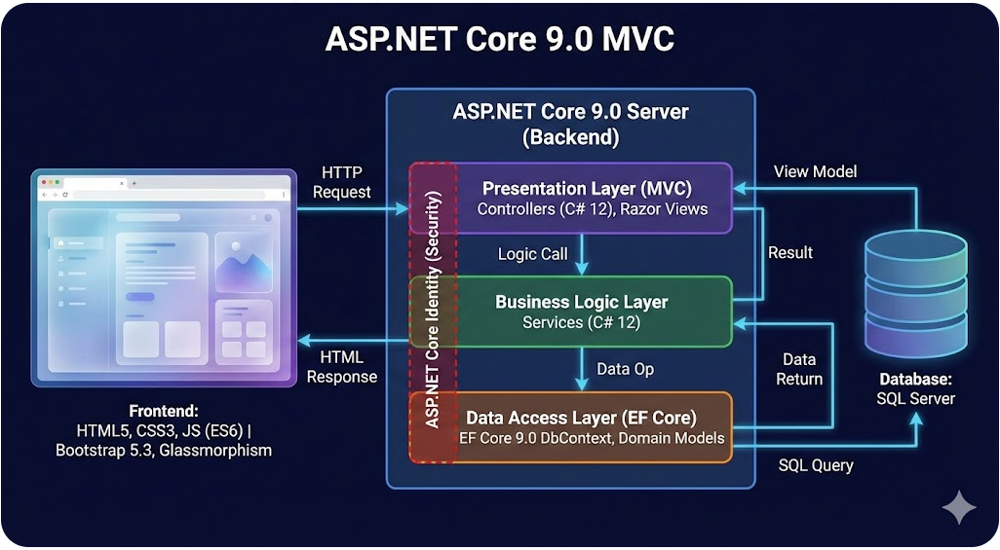 ASP.NET Core 9.0 MVC
ASP.NET Core 9.0 Server
(Backend)
HTTP
Request
ASP.NET Core Identity (Security)
Presentation Layer (MVC)
Controllers (C# 12), Razor Views
View Model
Logic Call
Result
Business Logic Layer
Services (C# 12)
HTML
Response
Data Op
Data
Return
Data Access Layer (EF Core)
EF Core 9.0 DbContext, Domain Models
SQL Query
Database:
SQL Server
Frontend:
HTML5, CSS3, JS (ES6) |
Bootstrap 5.3, Glassmorphism